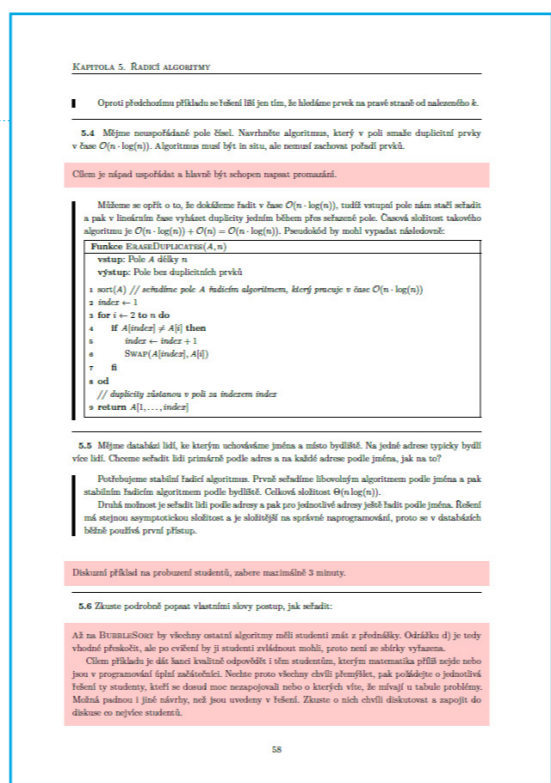 Kapitola 5. Řadicí algoritmy
Oproti předchozímu příkladu se řešení liší jen tím, že hledáme prvek na pravé straně od nalezeného k.
5.4 Mějme neuspořádané pole čísel. Navrhněte algoritmus, který v poli smaže duplicitní prvky
v čase O(n · log(n)). Algoritmus musí být in situ, ale nemusí zachovat pořadí prvků.
Cílem je nápad uspořádat a hlavně být schopen napsat promazání.
Můžeme se opřít o to, že dokážeme řadit v čase O(n · log(n)), tudíž vstupní pole nám stačí seřadit
a pak v lineárním čase vyházet duplicity jedním během přes seřazené pole. Časová složitost takového
algoritmu je O(n · log(n)) + O(n) = O(n · log(n)). Pseudokód by mohl vypadat následovně:
Funkce EraseDuplicates(A, n)
vstup: Pole A délky n
výstup: Pole bez duplicitních prvků
1 sort(A) // seřadíme pole A řadicím algoritmem, který pracuje v čase O(n · log(n))
2 index ← 1
3 for i ← 2 to n do
4 if A[index] ≠ A[i] then
5 index ← index + 1
6 Swap(A[index], A[i])
7 fi
8 od
// duplicity zůstanou v poli za indexem index
9 return A[1, . . . , index]
5.5 Mějme databázi lidí, ke kterým uchováváme jména a místo bydliště. Na jedné adrese typicky bydlí
více lidí. Chceme seřadit lidi primárně podle adres a na každé adrese podle jména, jak na to?
Potřebujeme stabilní řadicí algoritmus. Prvně seřadíme libovolným algoritmem podle jména a pak
stabilním řadicím algoritmem podle bydliště. Celková složitost Θ(n log(n)).
Druhá možnost je seřadit lidi podle adresy a pak pro jednotlivé adresy ještě řadit podle jména. Řešení
má stejnou asymptotickou složitost a je složitější na správné naprogramování, proto se v databázích
běžně používá první přístup.
Diskuzní příklad na probuzení studentů, zabere maximálně 3 minuty.
5.6 Zkuste podrobně popsat vlastními slovy postup, jak seřadit:
Až na BubbleSort by všechny ostatní algoritmy měli studenti znát z přednášky. Odrážku d) je tedy
vhodné přeskočit, ale po cvičení by ji studenti zvládnout mohli, proto není ze sbírky vyřazena.
Cílem příkladu je dát šanci kvalitně odpovědět i těm studentům, kterým matematika příliš nejde nebo
jsou v programování úplní začátečníci. Nechte proto všechny chvíli přemýšlet, pak požádejte o jednotlivá
řešení ty studenty, kteří se dosud moc nezapojovali nebo o kterých víte, že mívají u tabule problémy.
Možná padnou i jiné návrhy, než jsou uvedeny v řešení. Zkuste o nich chvíli diskutovat a zapojit do
diskuse co nejvíce studentů.
58